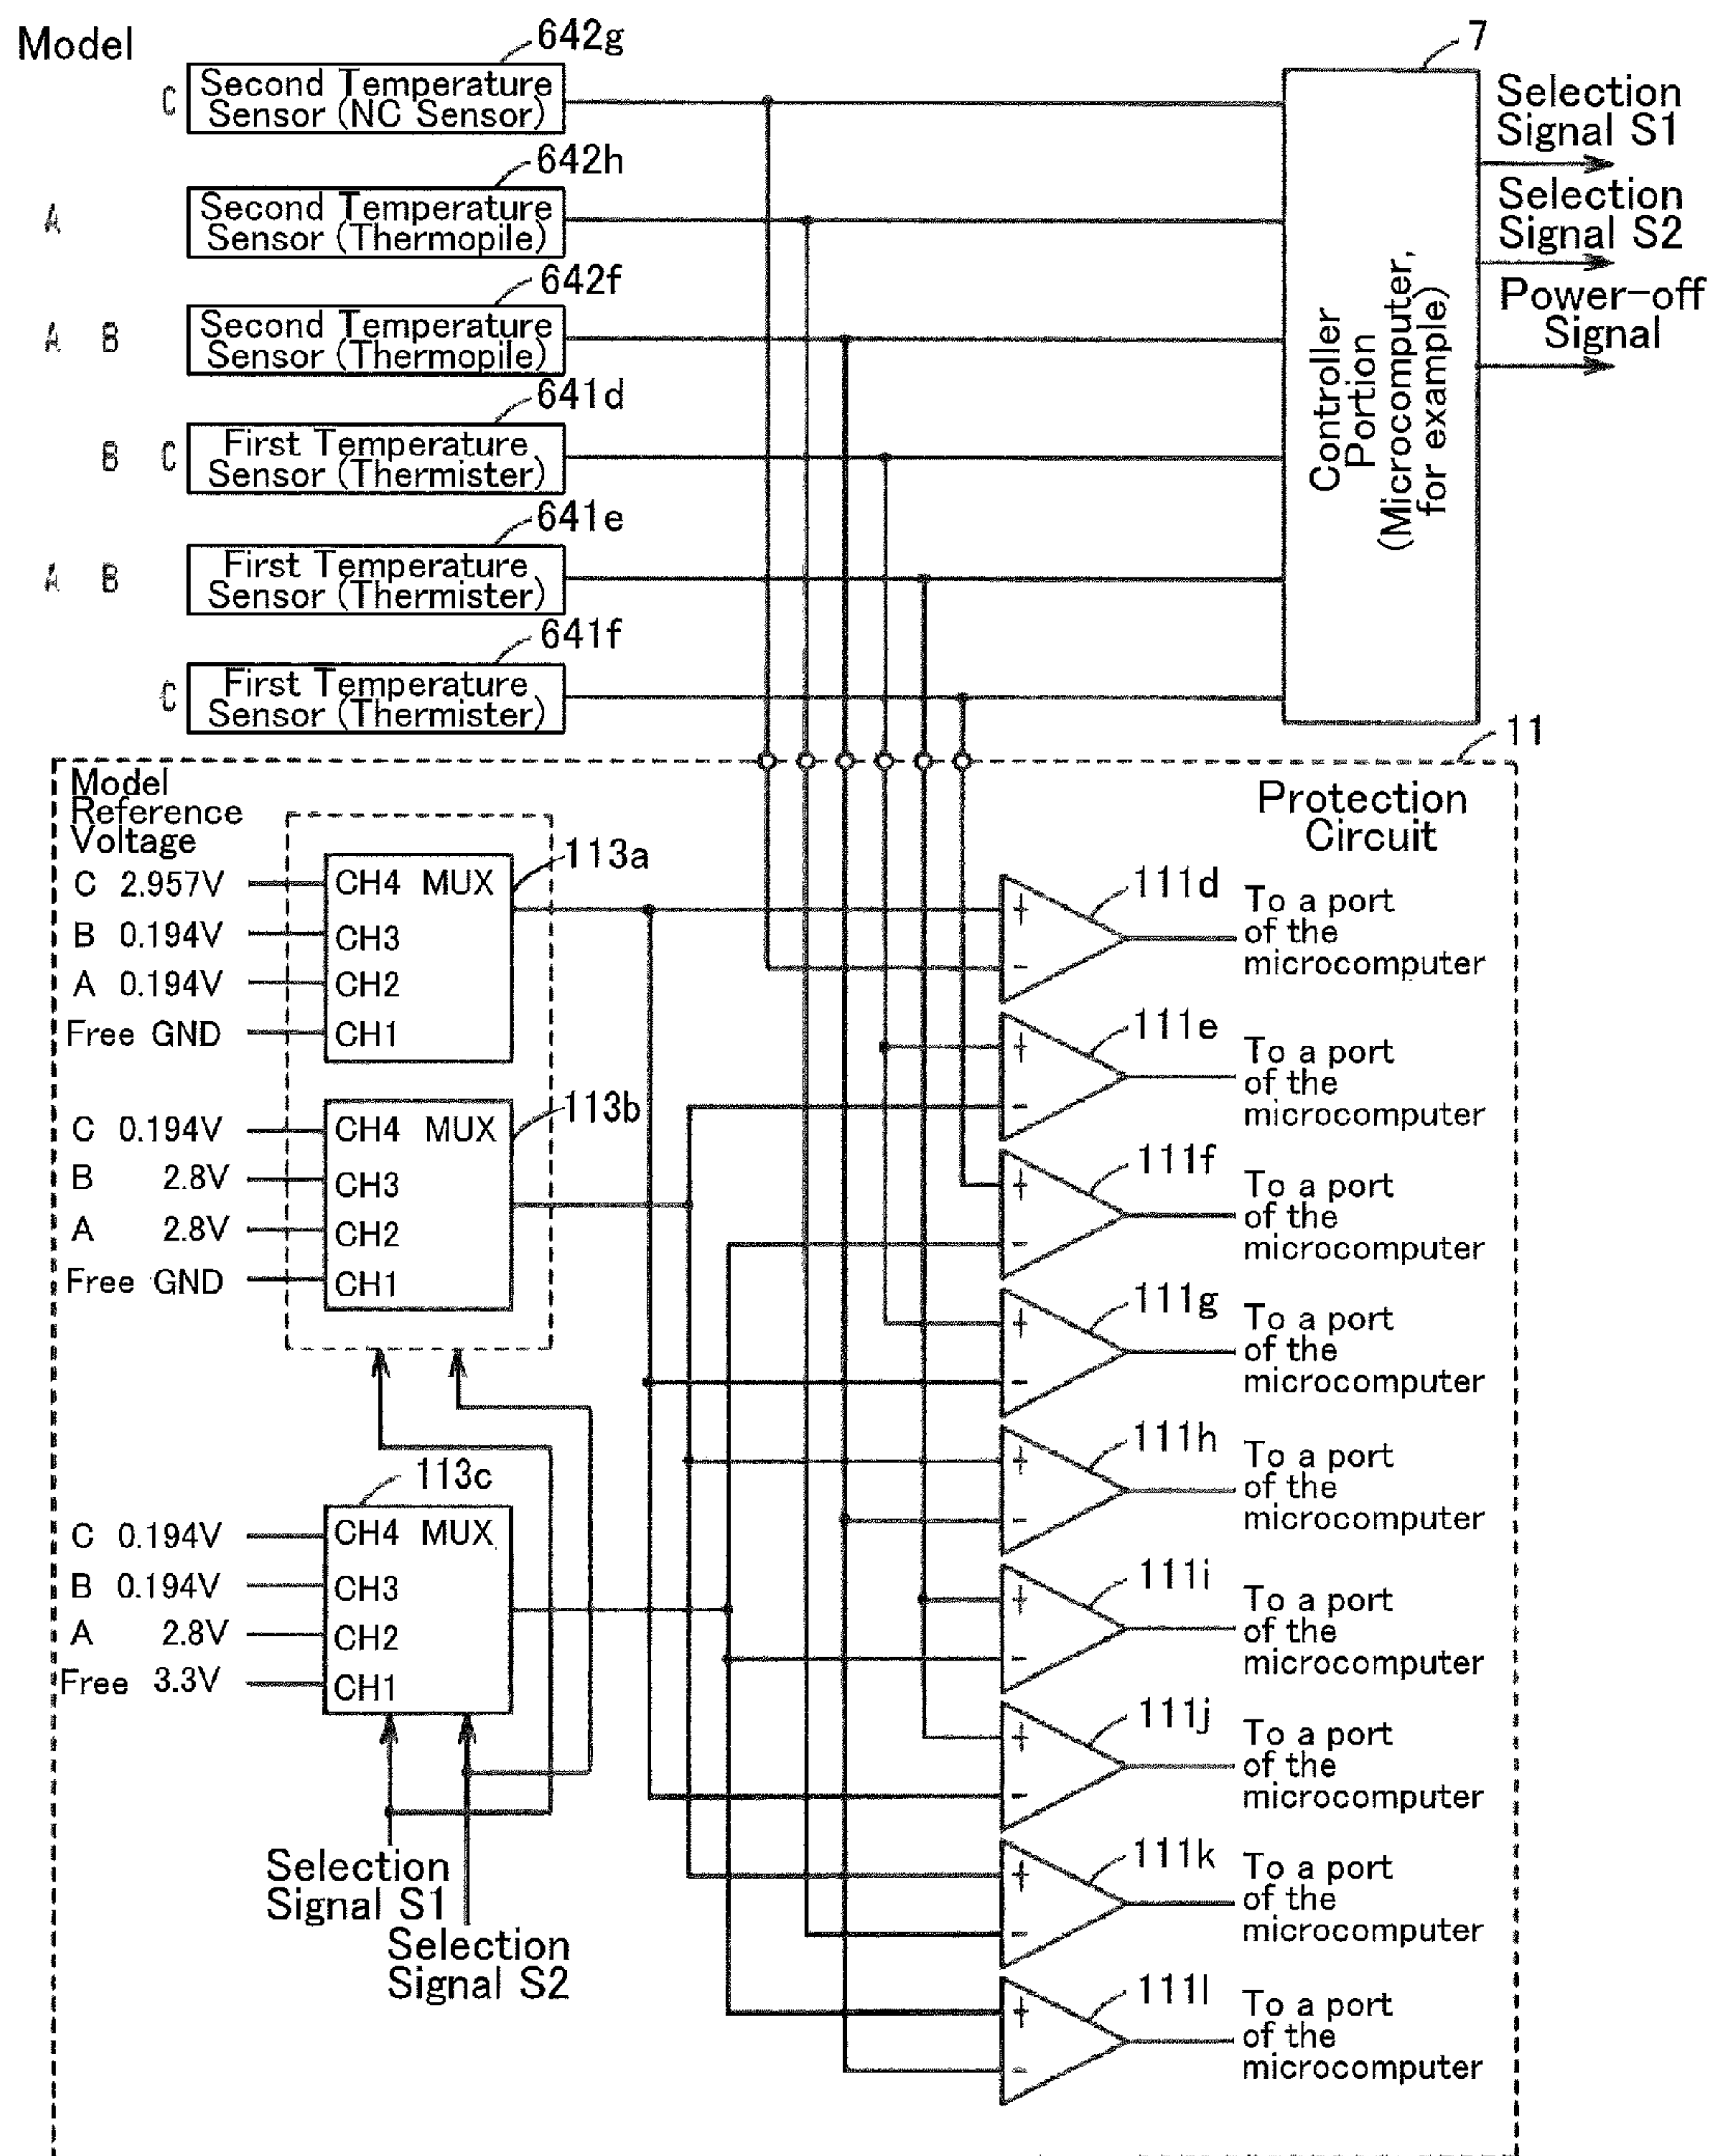 Model
642g
C
Second Temperature
Sensor (NC Sensor)
642h
A
Second Temperature
Sensor (Thermopile)
642f
A B
Second Temperature
Sensor (Thermopile)
641d
B C
First Temperature
Sensor (Thermister)
641e
A B
First Temperature
Sensor (Thermister)
641f
C
First Temperature
Sensor (Thermister)
7
Controller
Portion
(Microcomputer,
for example)
Selection
Signal S1
Selection
Signal S2
Power-off
Signal
11
Protection
Circuit
Model
Reference
Voltage
113a
C 2.957V CH4 MUX
B 0.194V CH3
A 0.194V CH2
Free GND CH1
113b
C 0.194V CH4 MUX
B 2.8V CH3
A 2.8V CH2
Free GND CH1
113c
C 0.194V CH4 MUX
B 0.194V CH3
A 2.8V CH2
Free 3.3V CH1
Selection
Signal S1
Selection
Signal S2
111d
+
-
To a port
of the
microcomputer
111e
+
-
To a port
of the
microcomputer
111f
+
-
To a port
of the
microcomputer
111g
+
-
To a port
of the
microcomputer
111h
+
-
To a port
of the
microcomputer
111i
+
-
To a port
of the
microcomputer
111j
+
-
To a port
of the
microcomputer
111k
+
-
To a port
of the
microcomputer
111l
+
-
To a port
of the
microcomputer